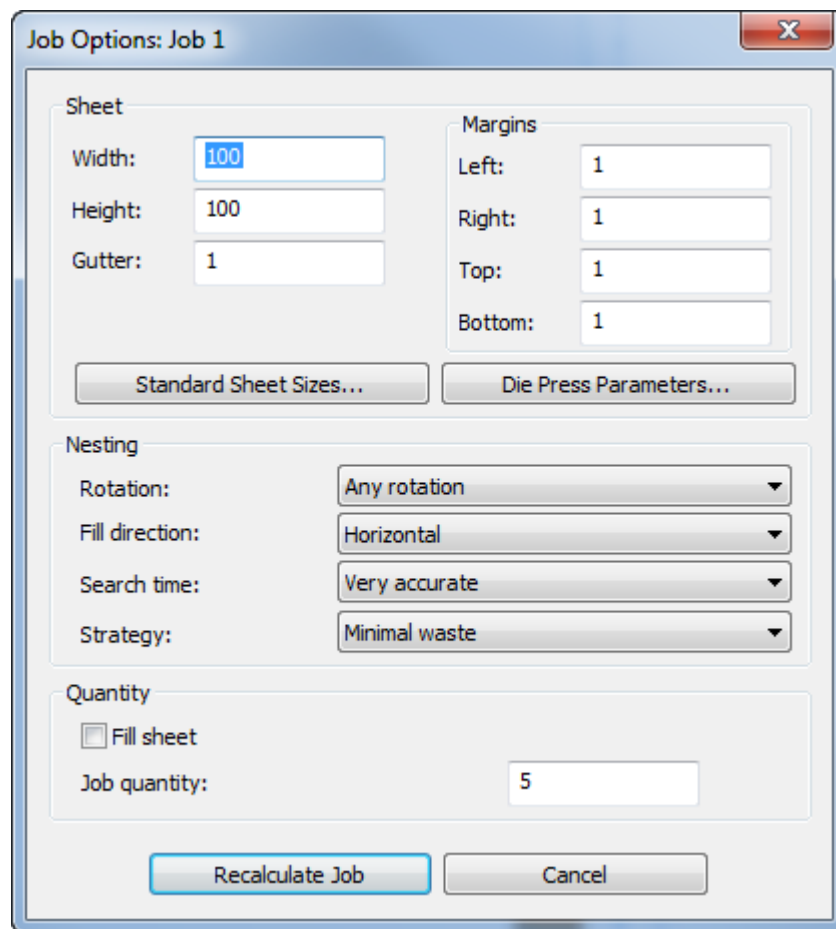 Job Options: Job 1
X
Sheet
Width: 100
Height: 100
Gutter: 1
Margins
Left: 1
Right: 1
Top: 1
Bottom: 1
Standard Sheet Sizes...
Die Press Parameters...
Nesting
Rotation: Any rotation
Fill direction: Horizontal
Search time: Very accurate
Strategy: Minimal waste
Quantity
Fill sheet
Job quantity: 5
Recalculate Job
Cancel